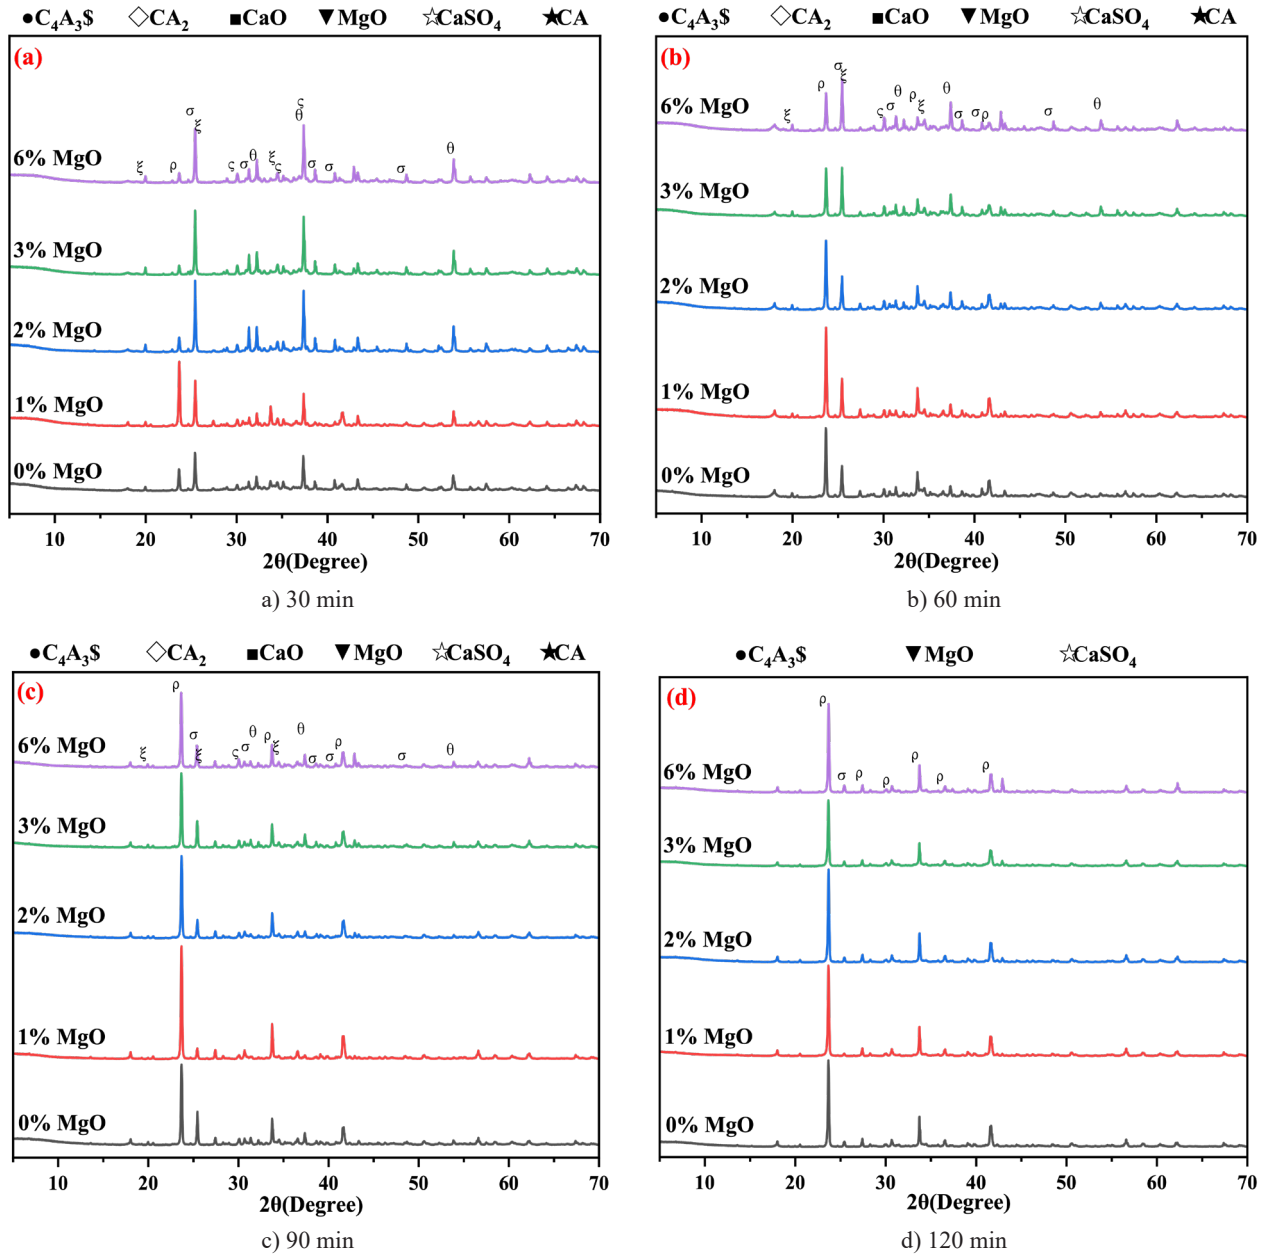 ●C₄A₃$ ◇CA₂ ■CaO ▼MgO ☆CaSO₄ ★CA
(a)
ς
σ θ
ξ
6% MgO
ξ ρ ς σ θ ξ ς σ σ σ θ
3% MgO
2% MgO
1% MgO
0% MgO
10 20 30 40 50 60 70
2θ(Degree)
a) 30 min
●C₄A₃$ ◇CA₂ ■CaO ▼MgO ☆CaSO₄ ★CA
(b)
σ
ρ ξ
6% MgO
ξ ς σ θ ρ ξ θ σ σ ρ σ θ
3% MgO
2% MgO
1% MgO
0% MgO
10 20 30 40 50 60 70
2θ(Degree)
b) 60 min
●C₄A₃$ ◇CA₂ ■CaO ▼MgO ☆CaSO₄ ★CA
(c)
ρ
6% MgO
ξ σ ξ ς σ θ ρ ξ θ σ σ ρ σ θ
3% MgO
2% MgO
1% MgO
0% MgO
10 20 30 40 50 60 70
2θ(Degree)
c) 90 min
●C₄A₃$ ▼MgO ☆CaSO₄
(d)
ρ
6% MgO
σ ρ ρ ρ ρ ρ
3% MgO
2% MgO
1% MgO
0% MgO
10 20 30 40 50 60 70
2θ(Degree)
d) 120 min